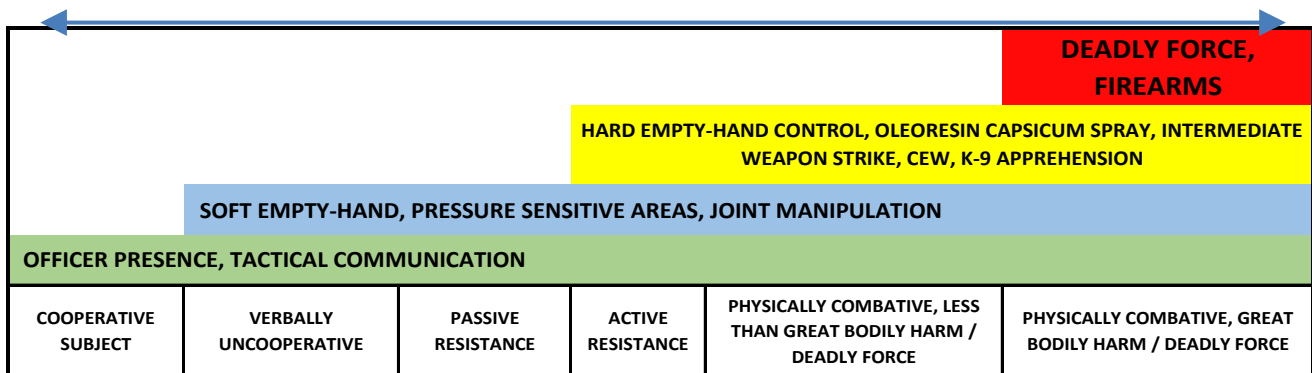 DEADLY FORCE,
FIREARMS
HARD EMPTY-HAND CONTROL, OLEORESIN CAPSICUM SPRAY, INTERMEDIATE
WEAPON STRIKE, CEW, K-9 APPREHENSION
SOFT EMPTY-HAND, PRESSURE SENSITIVE AREAS, JOINT MANIPULATION
OFFICER PRESENCE, TACTICAL COMMUNICATION
COOPERATIVE
SUBJECT
VERBALLY
UNCOOPERATIVE
PASSIVE
RESISTANCE
ACTIVE
RESISTANCE
PHYSICALLY COMBATIVE, LESS
THAN GREAT BODILY HARM /
DEADLY FORCE
PHYSICALLY COMBATIVE, GREAT
BODILY HARM / DEADLY FORCE